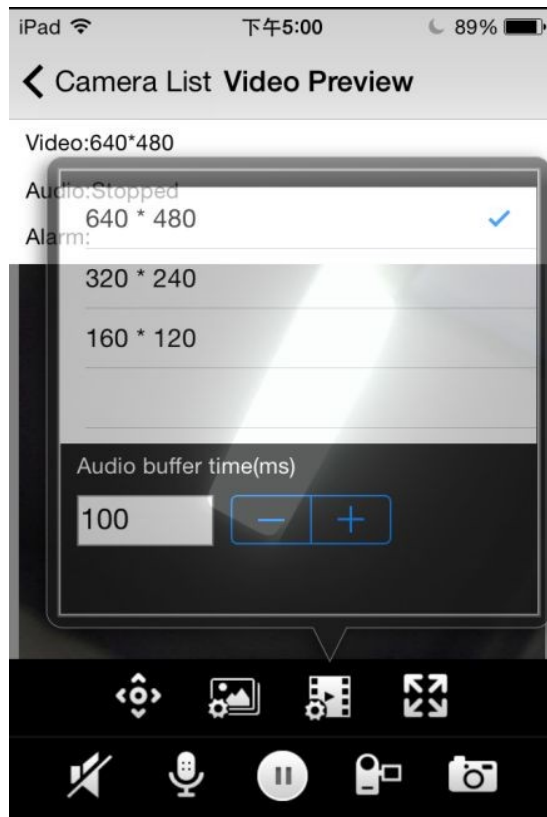 iPad 下午5:00 89%
Camera List Video Preview
Video:640*480
Audio:Stopped
640 * 480
Alarm:
320 * 240
160 * 120
Audio buffer time(ms)
100